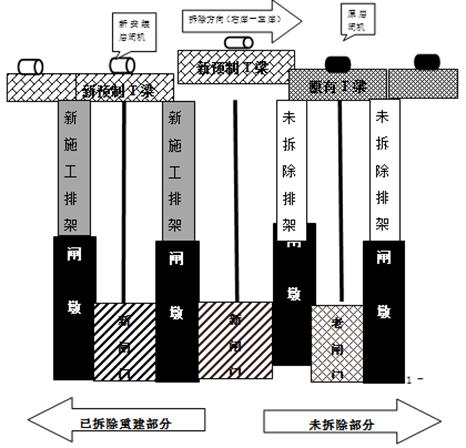 新安装
启闭机
拆除方向（右岸—左岸）
原启
闭机
新预制T梁
新预制T梁
原有T梁
新施工排架
新施工排架
未拆除排架
未拆除排架
闸墩
闸墩
闸墩
闸墩
新闸门
新闸门
老闸门
1-
已拆除重建部分
未拆除部分